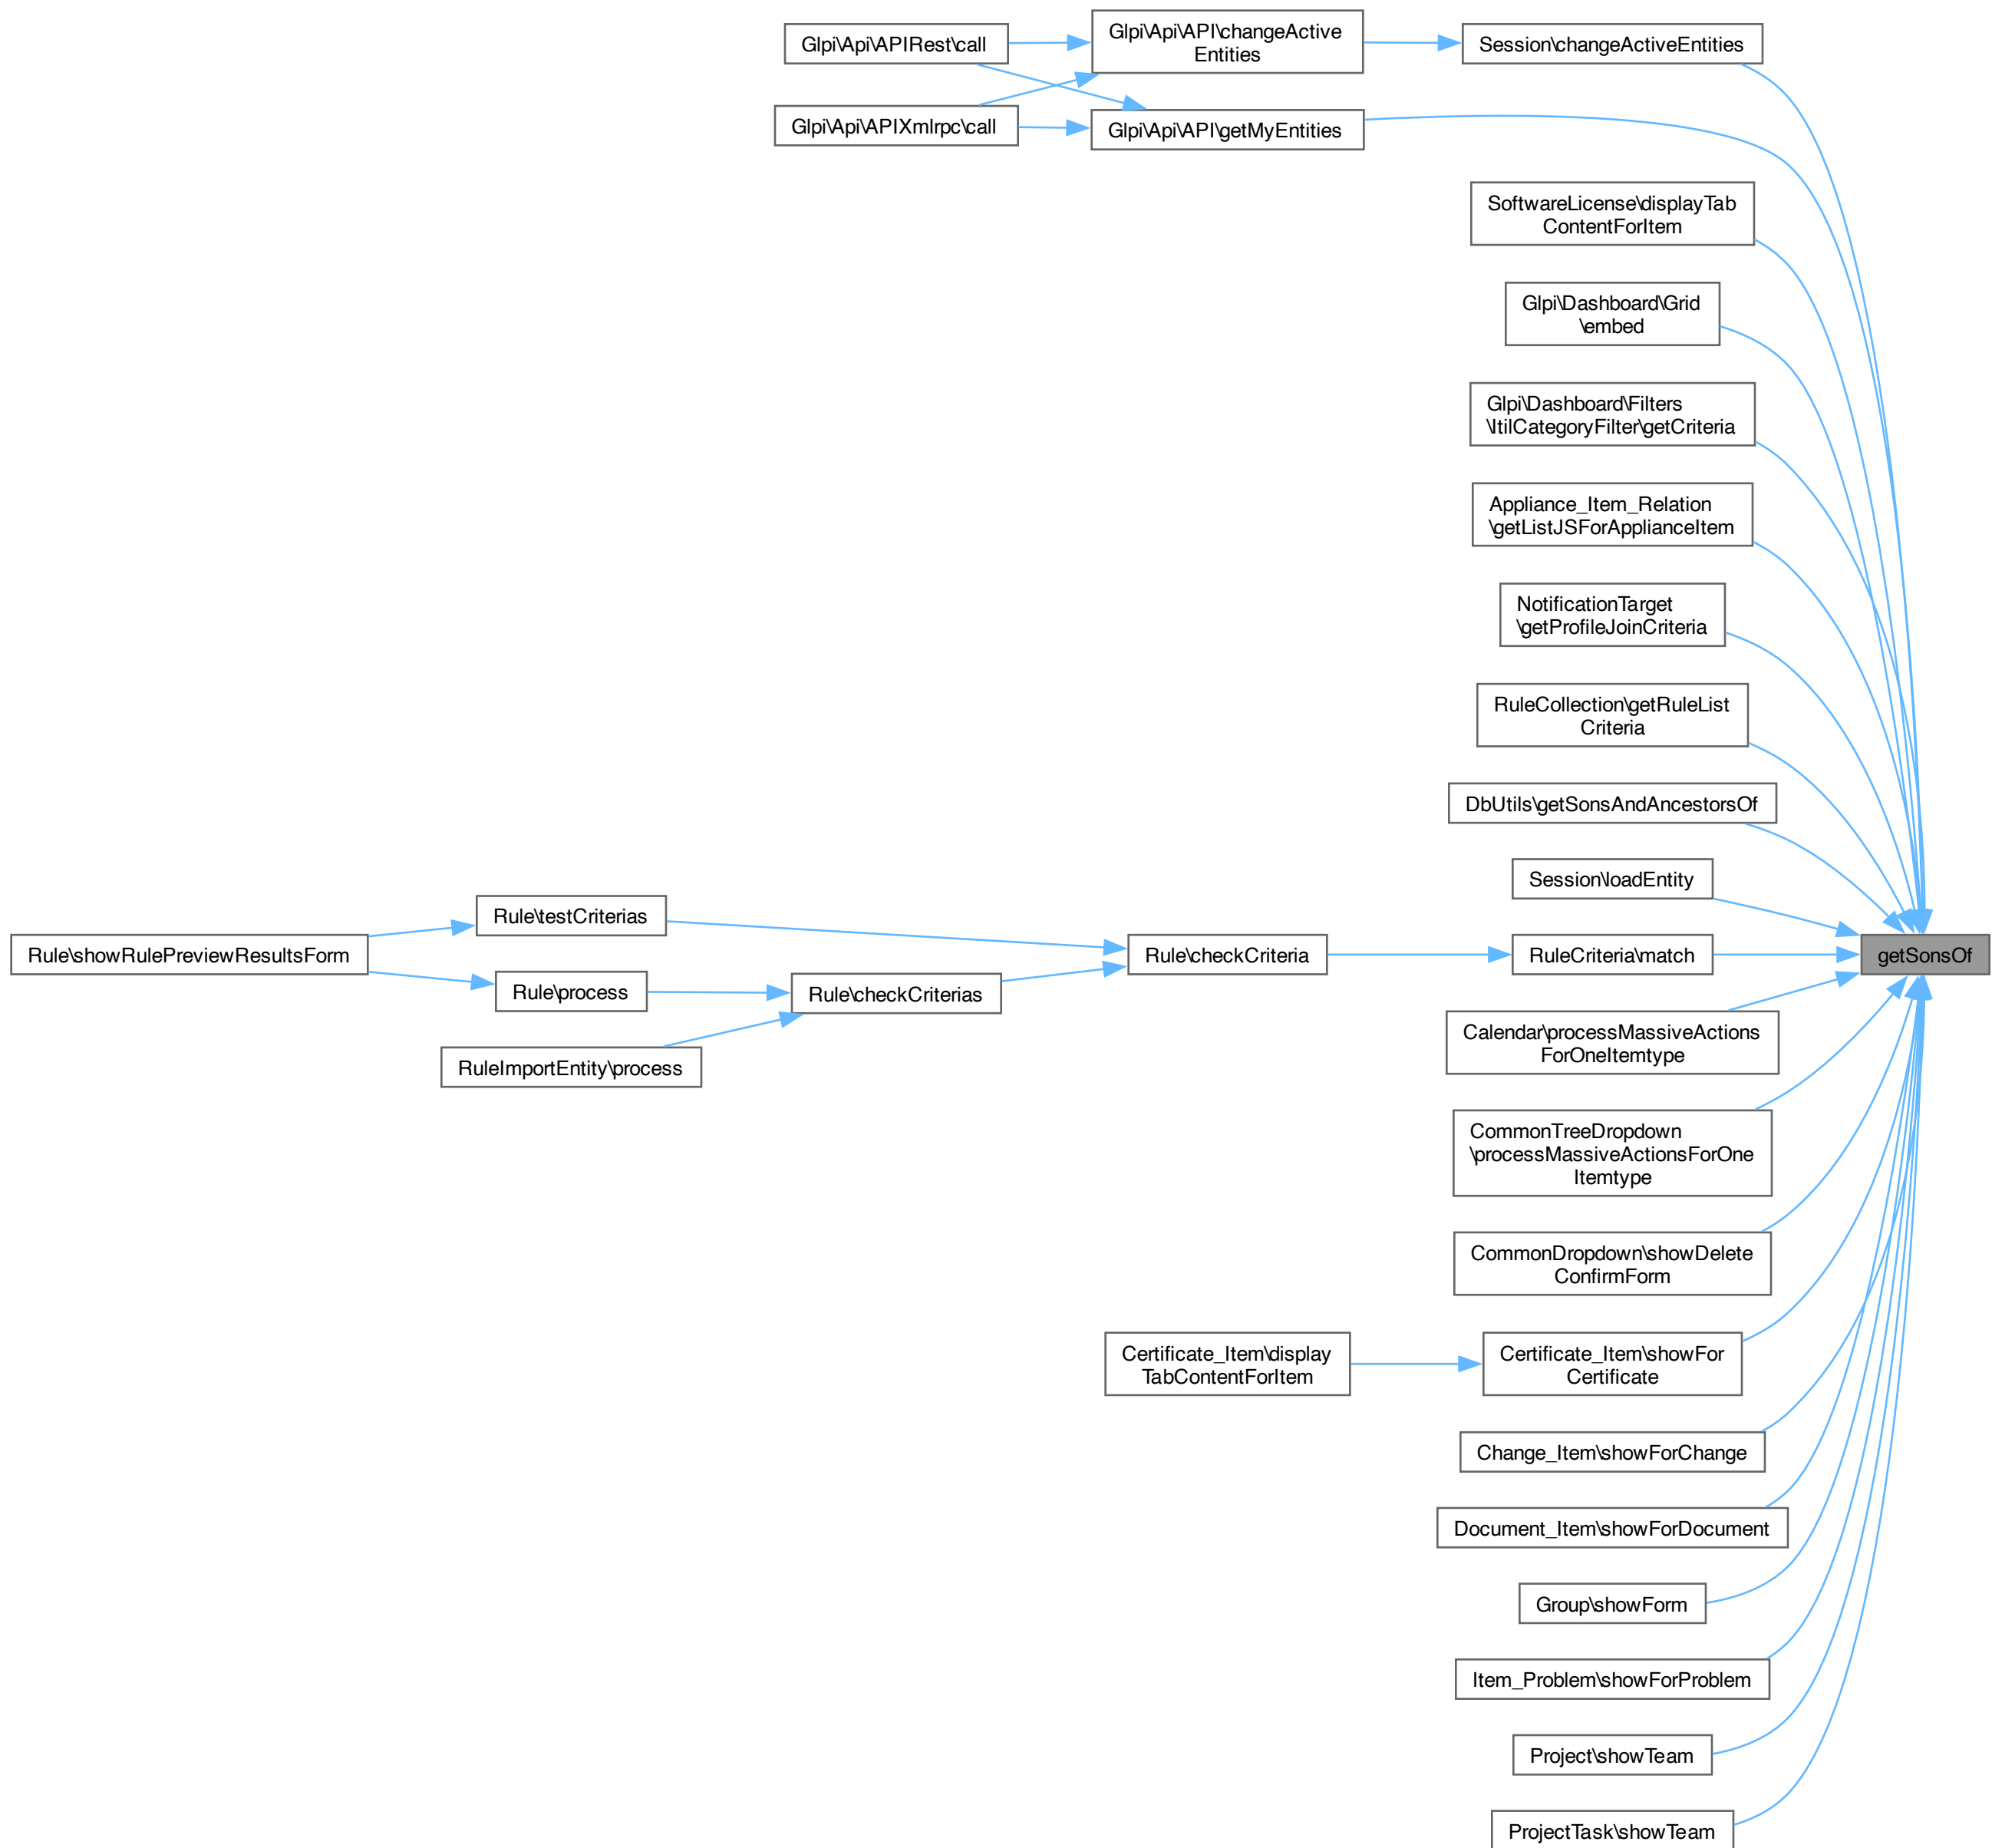 Glpi\Api\APIRest\call
Glpi\Api\API\changeActive
Entities
Session\changeActiveEntities
Glpi\Api\APIXmlrpc\call
Glpi\Api\API\getMyEntities
SoftwareLicense\displayTab
ContentForItem
Glpi\Dashboard\Grid
\embed
Glpi\Dashboard\Filters
\ItilCategoryFilter\getCriteria
Appliance_Item_Relation
\getListJSForApplianceItem
NotificationTarget
\getProfileJoinCriteria
RuleCollection\getRuleList
Criteria
DbUtils\getSonsAndAncestorsOf
Session\loadEntity
Rule\testCriterias
Rule\showRulePreviewResultsForm
Rule\checkCriteria
RuleCriteria\match
getSonsOf
Rule\process
Rule\checkCriterias
RuleImportEntity\process
Calendar\processMassiveActions
ForOneItemtype
CommonTreeDropdown
\processMassiveActionsForOne
Itemtype
CommonDropdown\showDelete
ConfirmForm
Certificate_Item\display
TabContentForItem
Certificate_Item\showFor
Certificate
Change_Item\showForChange
Document_Item\showForDocument
Group\showForm
Item_Problem\showForProblem
Project\showTeam
ProjectTask\showTeam